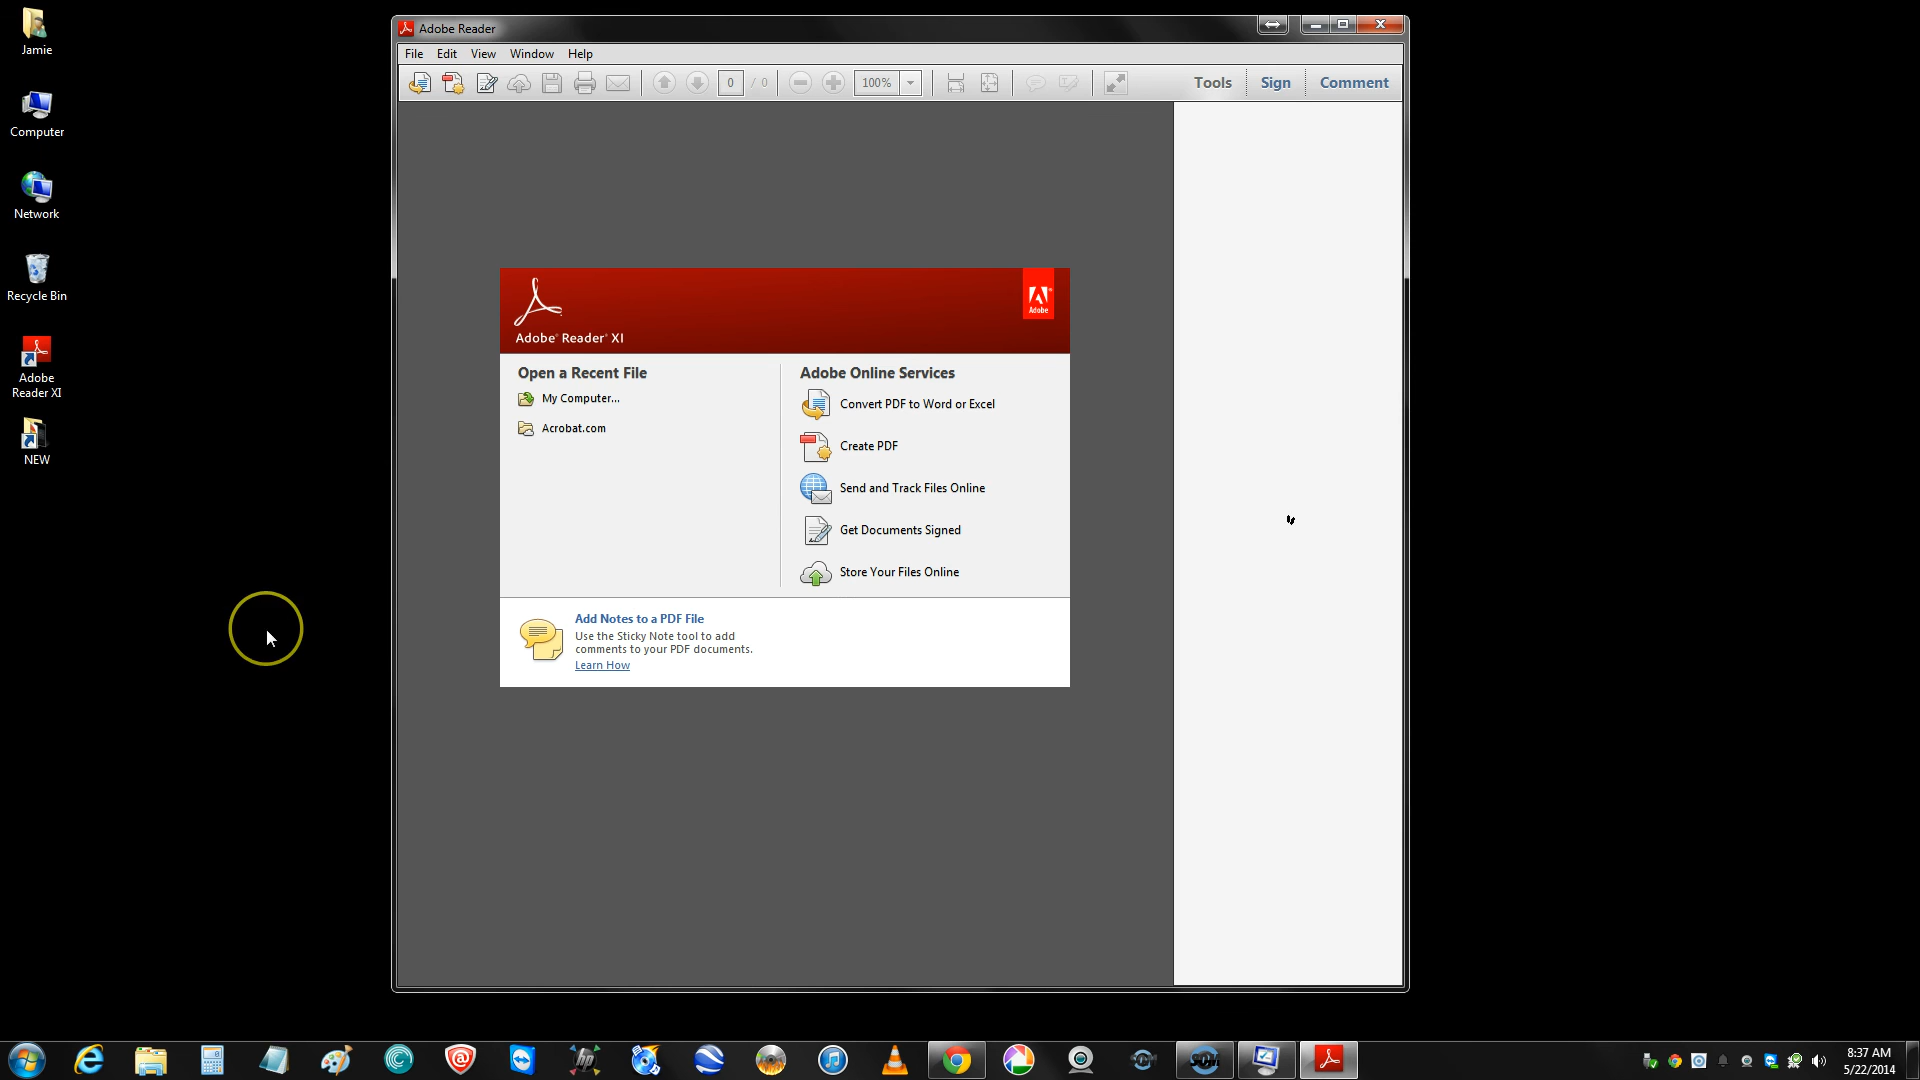 Jamie
Computer
Network
Recycle Bin
Adobe
Reader XI
NEW
Adobe Reader
File Edit View Window Help
0 / 0 100% Tools Sign Comment
Adobe
Adobe® Reader® XI
Open a Recent File
My Computer...
Acrobat.com
Adobe Online Services
Convert PDF to Word or Excel
Create PDF
Send and Track Files Online
Get Documents Signed
Store Your Files Online
Add Notes to a PDF File
Use the Sticky Note tool to add
comments to your PDF documents.
Learn How
hp
8:37 AM
5/22/2014